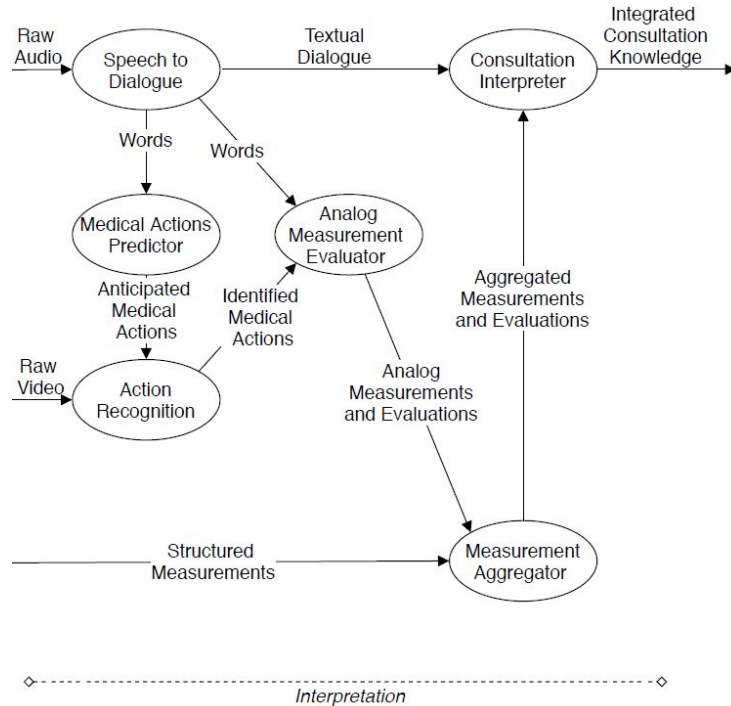 Raw
Audio
Speech to
Dialogue
Textual
Dialogue
Consultation
Interpreter
Integrated
Consultation
Knowledge
Words
Words
Medical Actions
Predictor
Analog
Measurement
Evaluator
Anticipated
Medical
Actions
Identified
Medical
Actions
Aggregated
Measurements
and Evaluations
Raw
Video
Action
Recognition
Analog
Measurements
and Evaluations
Structured
Measurements
Measurement
Aggregator
Interpretation